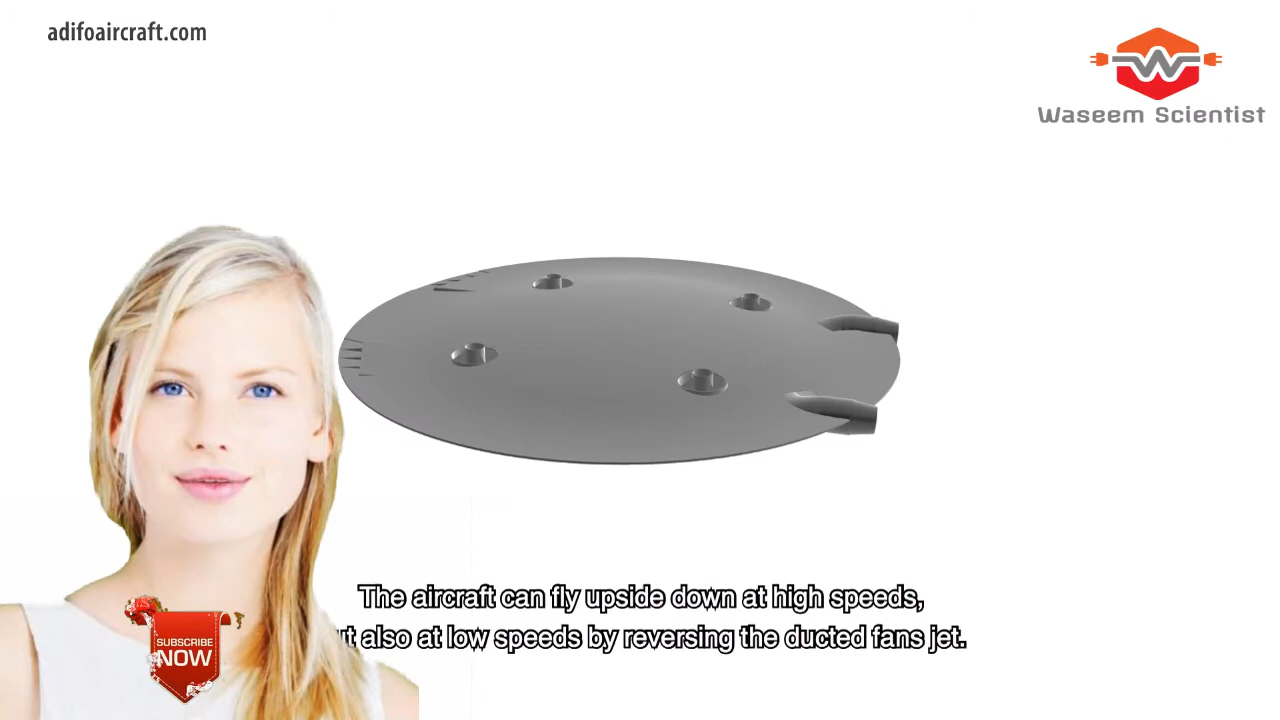 adifoaircraft.com
Waseem Scientist
The aircraft can fly upside down at high speeds,
also at low speeds by reversing the ducted fans jet.
SUBSCRIBE
NOW